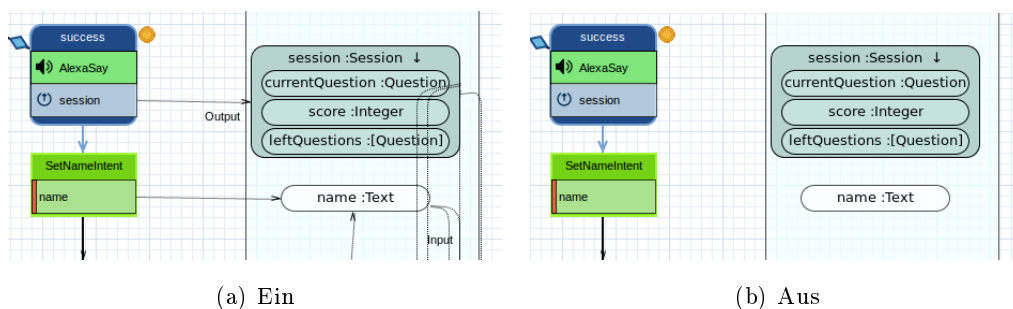 success
AlexaSay
session
Output
SetNameIntent
name
session :Session ↓
currentQuestion :Question
score :Integer
leftQuestions :[Question]
name :Text
Input
(a) Ein
success
AlexaSay
session
SetNameIntent
name
session :Session ↓
currentQuestion :Question
score :Integer
leftQuestions :[Question]
name :Text
(b) Aus